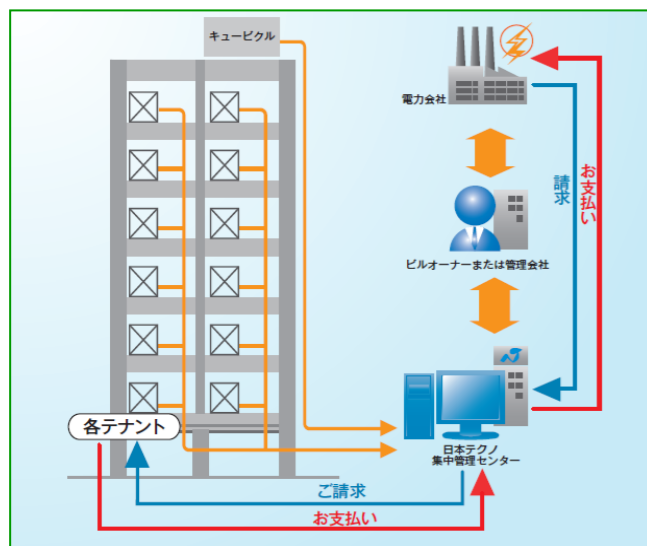 キュービクル
電力会社
請求
お支払い
ビルオーナーまたは管理会社
各テナント
日本テクノ
集中管理センター
ご請求
お支払い